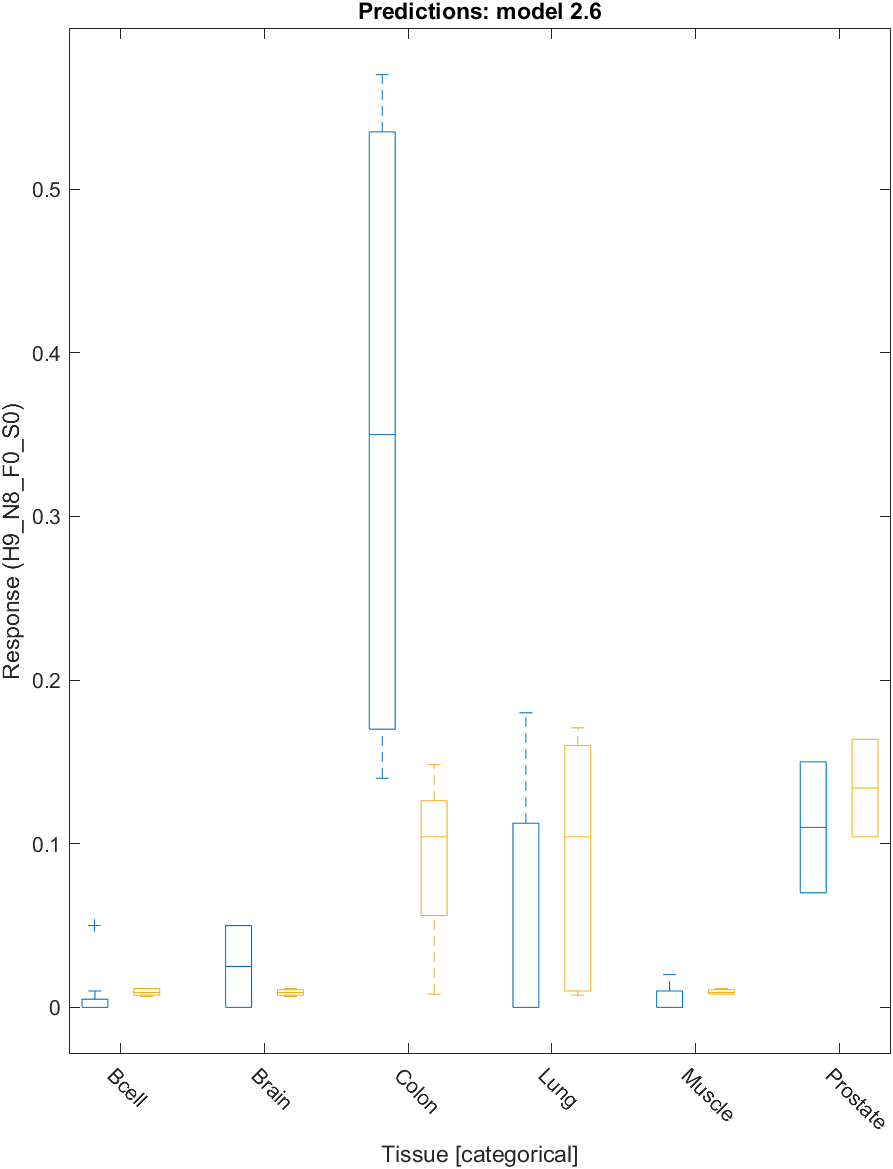 Predictions: model 2.6
Response (H9_N8_F0_S0)
0.5
0.4
0.3
0.2
0.1
0
Bcell
Brain
Colon
Lung
Muscle
Prostate
Tissue [categorical]